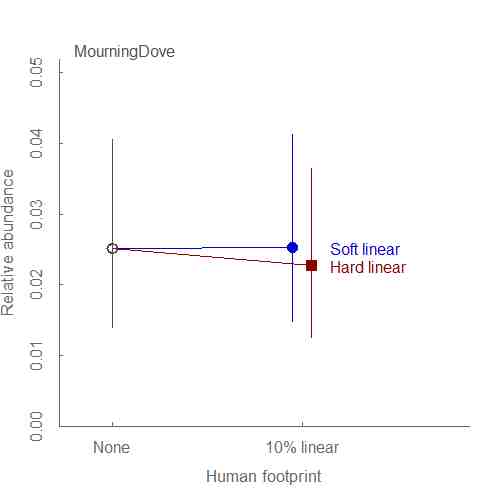 MourningDove
Relative abundance
0.05
0.04
0.03
0.02
0.01
0.00
Soft linear
Hard linear
None
10% linear
Human footprint